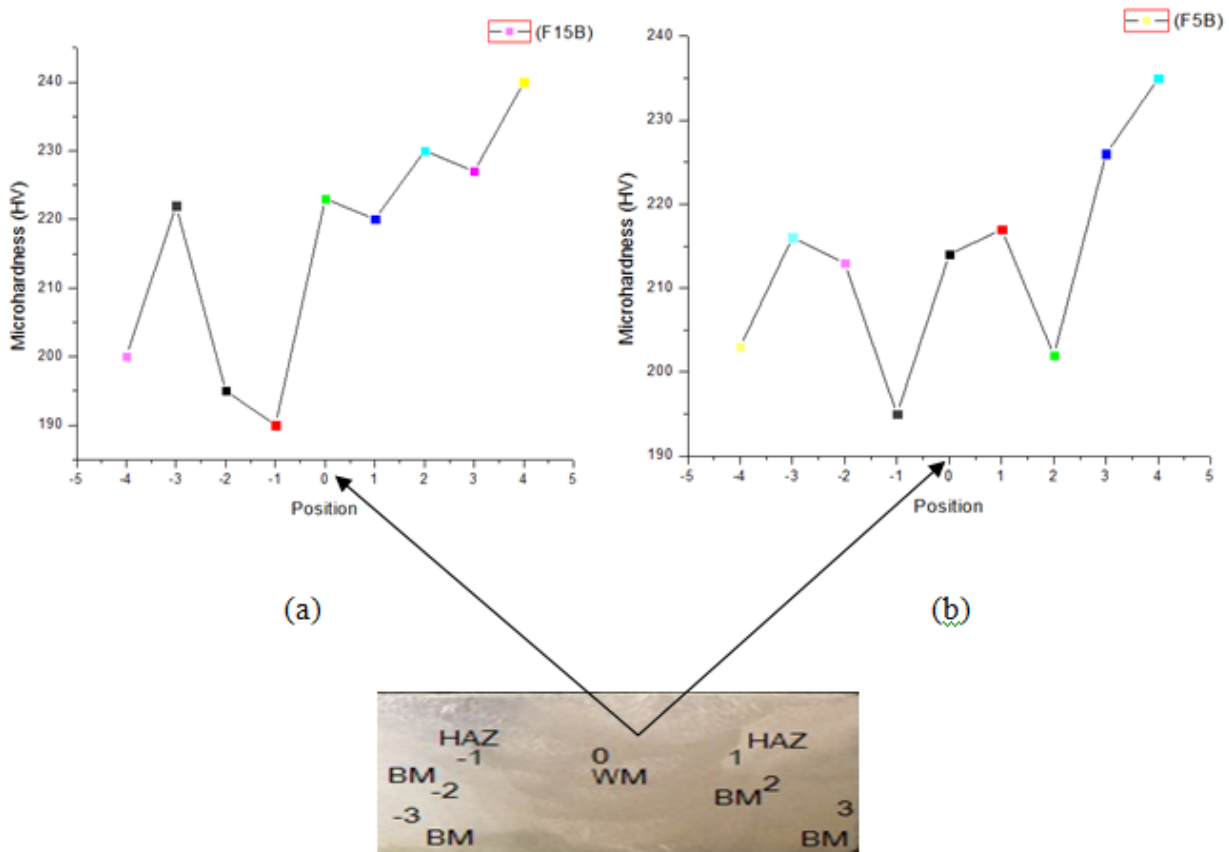 (F15B)
Microhardness (HV)
240
230
220
210
200
190
-5 -4 -3 -2 -1 0 1 2 3 4 5
Position
(a)
(F5B)
Microhardness (HV)
240
230
220
210
200
190
-5 -4 -3 -2 -1 0 1 2 3 4 5
Position
(b)
HAZ 0 HAZ
-1 WM 1
BM BM 2
-2
-3 3
BM BM